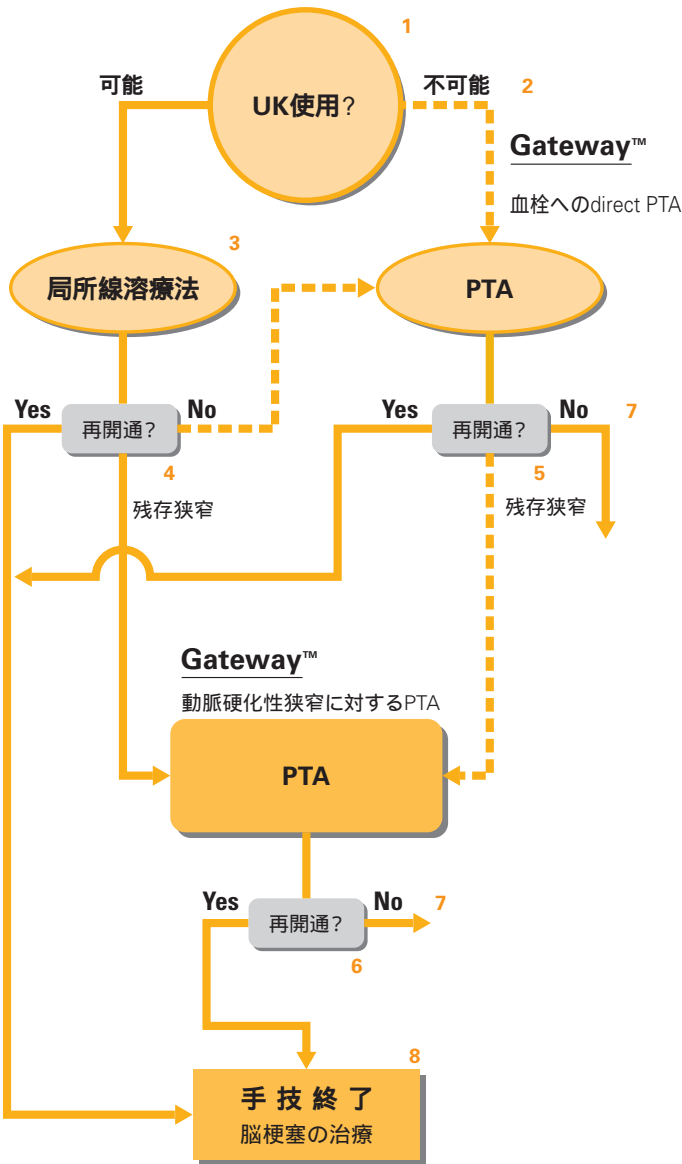 1
可能
UK使用?
不可能
2
Gateway™
血栓へのdirect PTA
3
局所線溶療法
PTA
Yes
再開通?
No
4
残存狭窄
Yes
再開通?
No
7
5
残存狭窄
Gateway™
動脈硬化性狭窄に対するPTA
PTA
Yes
再開通?
No
7
6
8
手 技 終 了
脳梗塞の治療